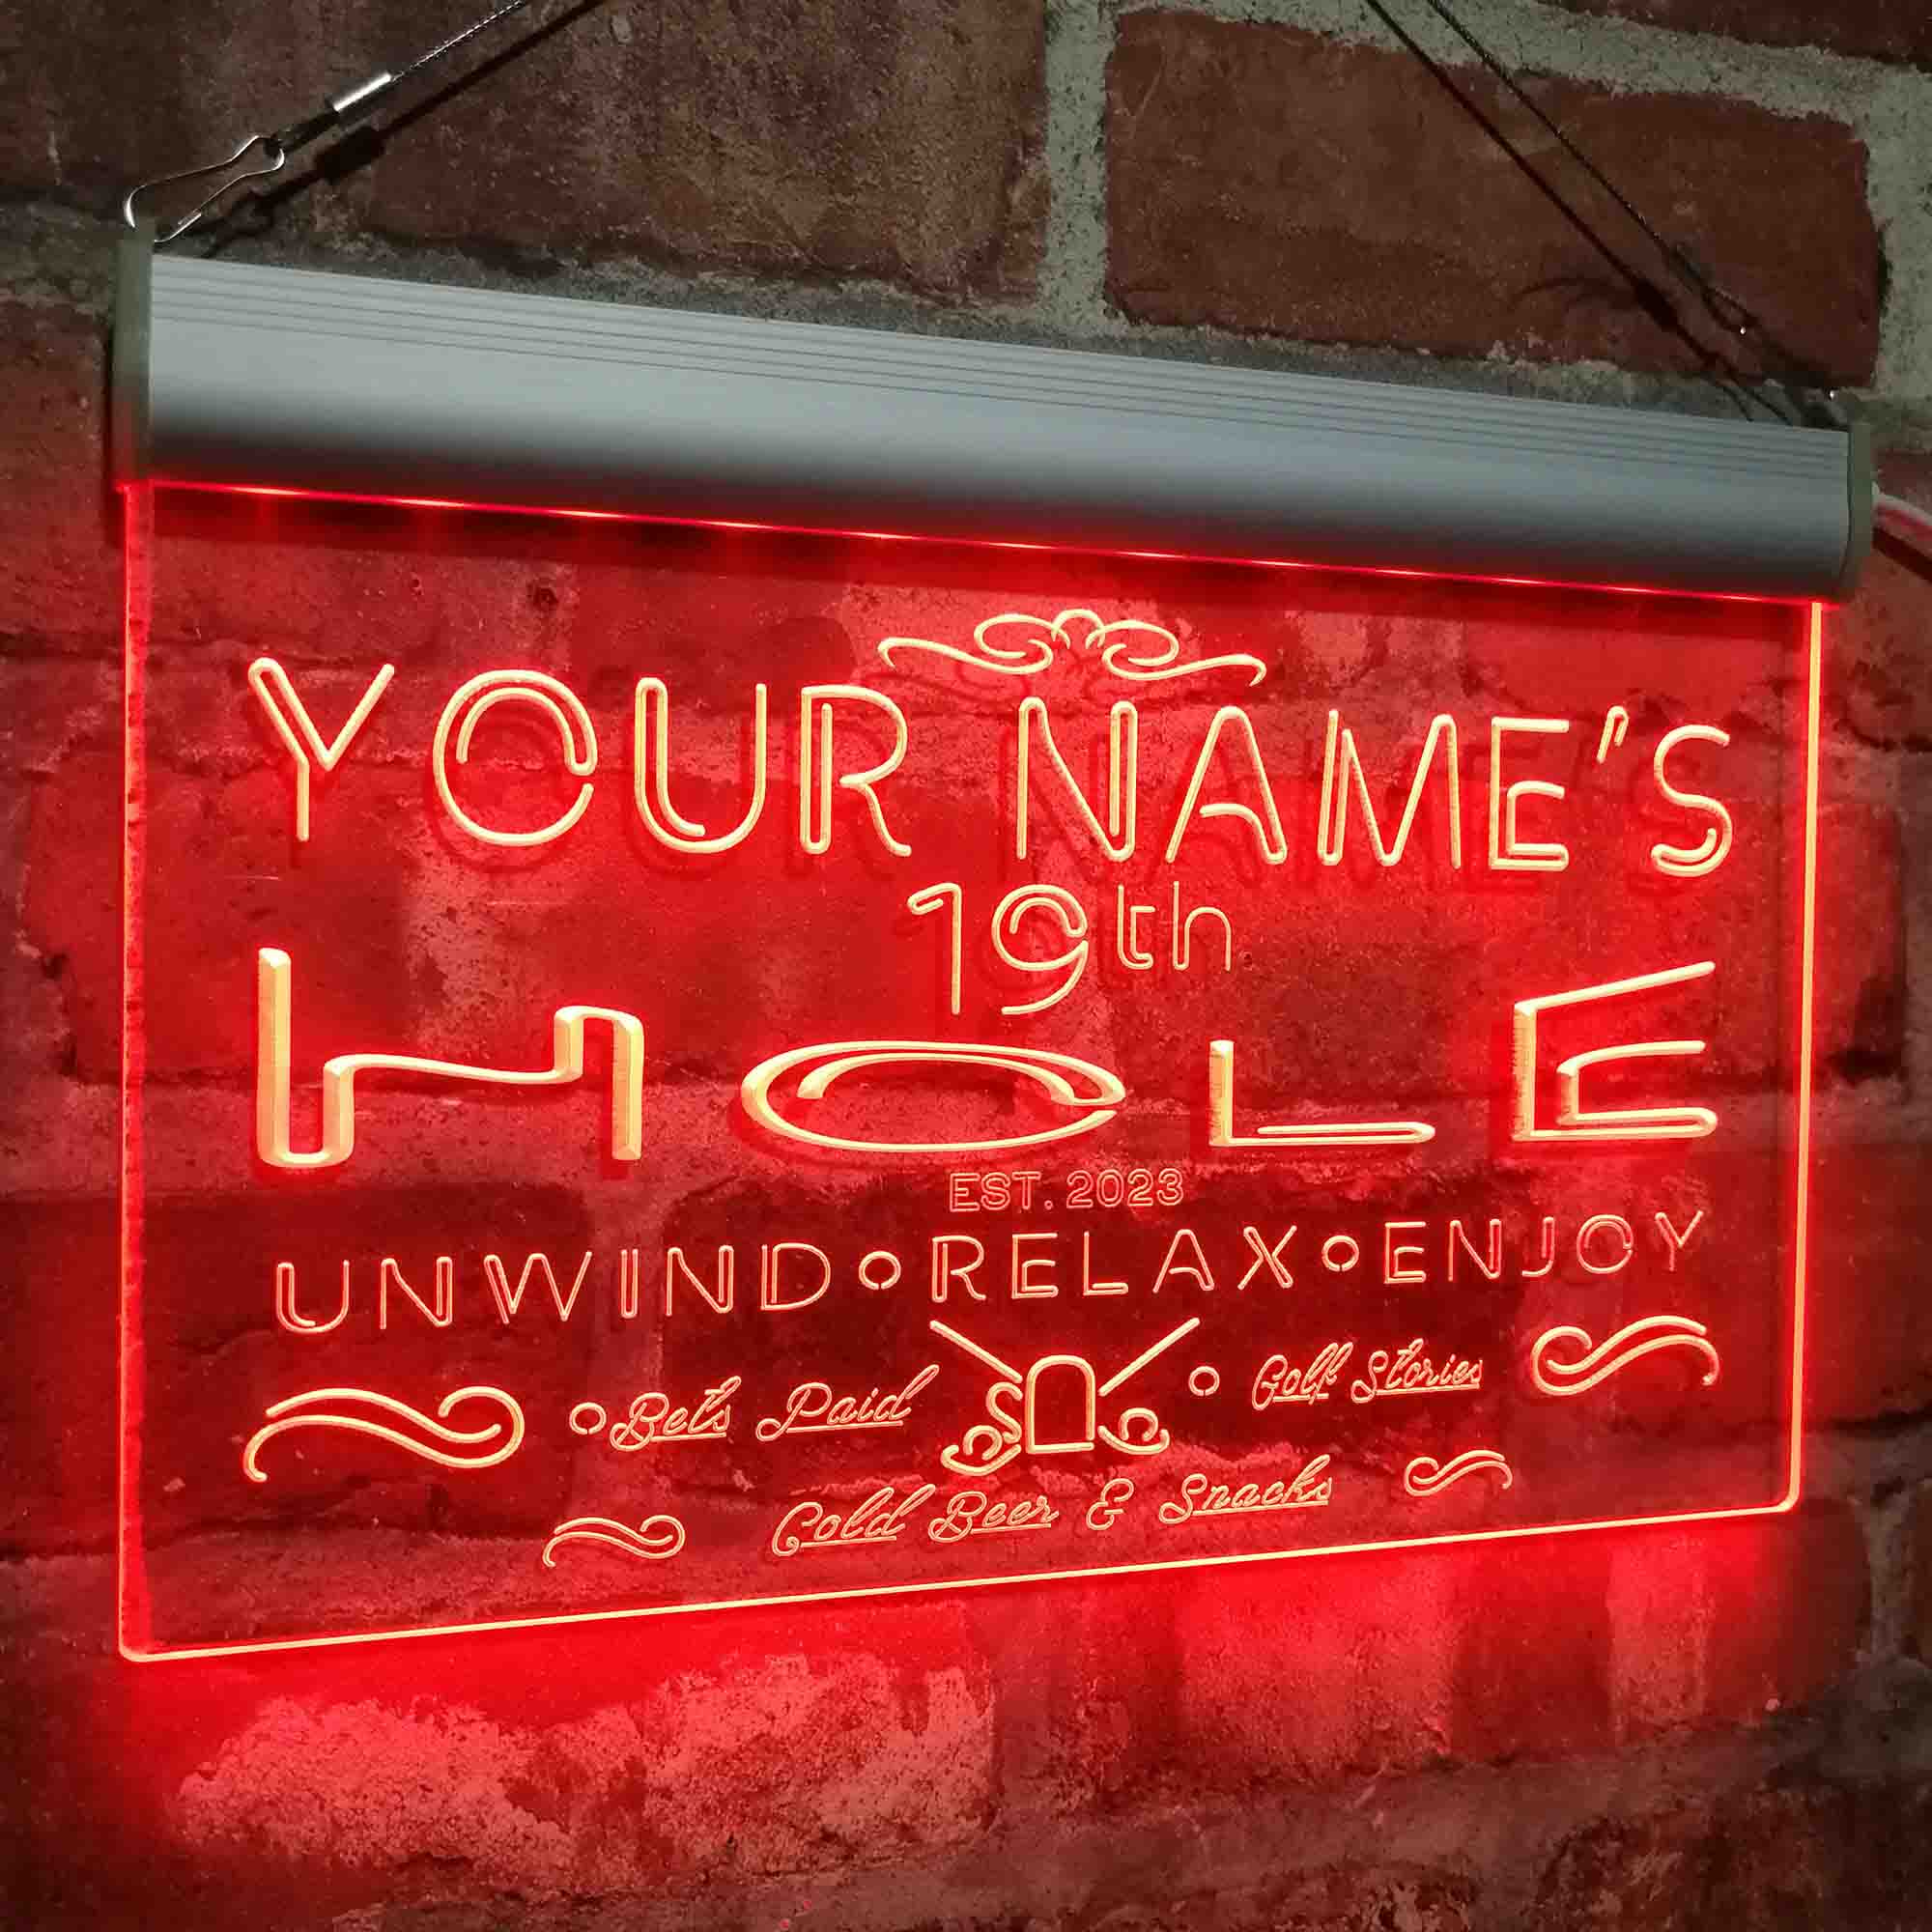 YOUR NAME'S
19th
HOLE
EST. 2023
UNWIND∘RELAX∘ENJOY
∘Bets Paid ∘ Golf Stories
Cold Beer & Snacks